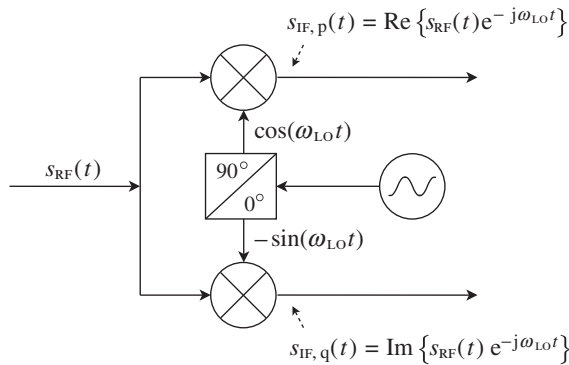 s_IF, p(t) = Re {s_RF(t)e^− jω_LO t}
cos(ω_LO t)
s_RF(t)
90°
0°
−sin(ω_LO t)
s_IF, q(t) = Im {s_RF(t) e^−jω_LO t}